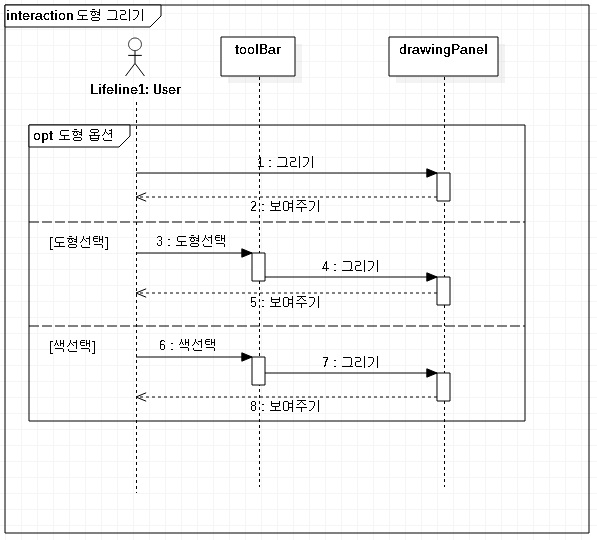 interaction 도형 그리기
toolBar
drawingPanel
Lifeline1: User
opt 도형 옵션
1 : 그리기
2 : 보여주기
[도형선택]
3 : 도형선택
4 : 그리기
5 : 보여주기
[색선택]
6 : 색선택
7 : 그리기
8 : 보여주기